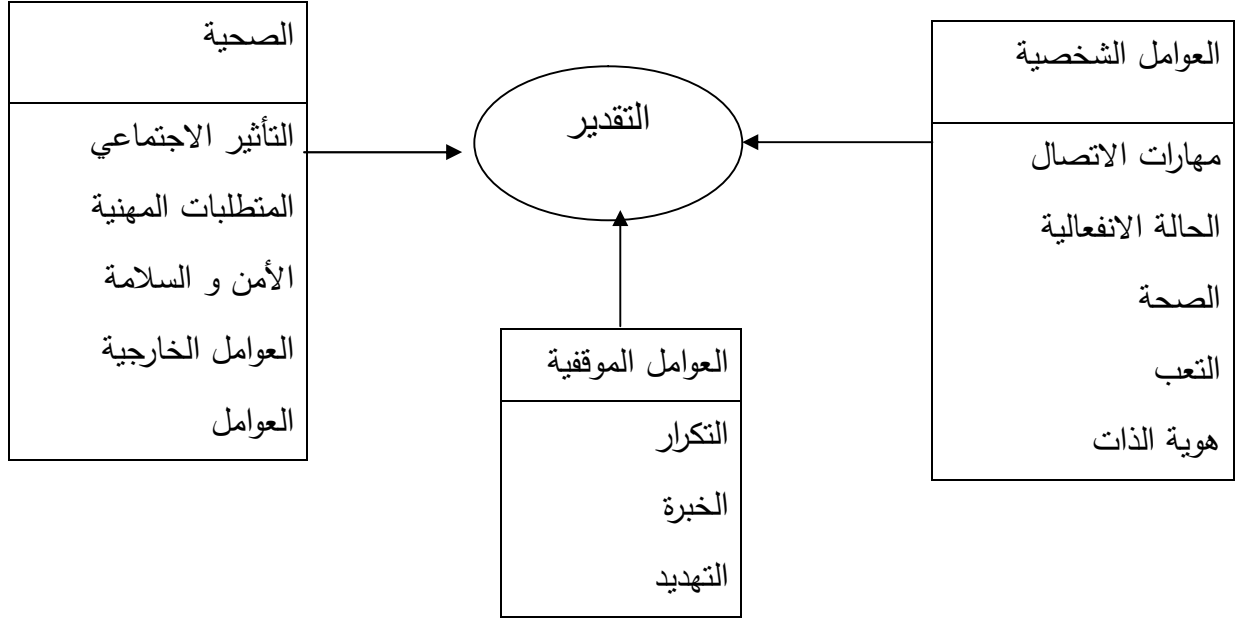 العوامل الشخصية
مهارات الاتصال
الحالة الانفعالية
الصحة
التعب
هوية الذات
التقدير
العوامل الموقفية
التكرار
الخبرة
التهديد
الصحية
التأثير الاجتماعي
المتطلبات المهنية
الأمن و السلامة
العوامل الخارجية
العوامل